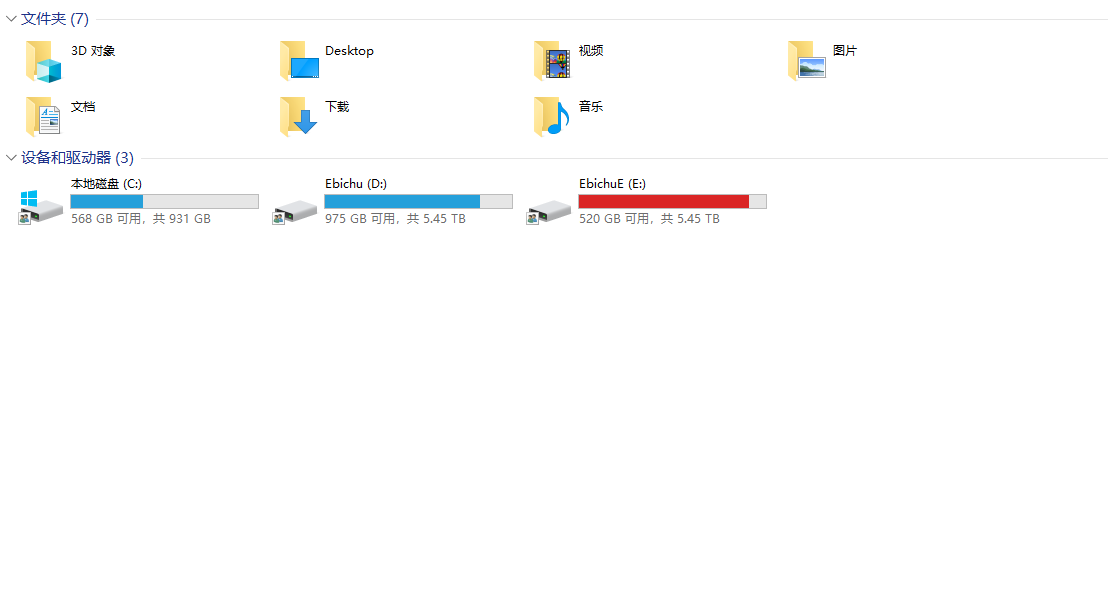 文件夹 (7)
3D 对象
Desktop
视频
图片
文档
下载
音乐
设备和驱动器 (3)
本地磁盘 (C:)
568 GB 可用，共 931 GB
Ebichu (D:)
975 GB 可用，共 5.45 TB
EbichuE (E:)
520 GB 可用，共 5.45 TB